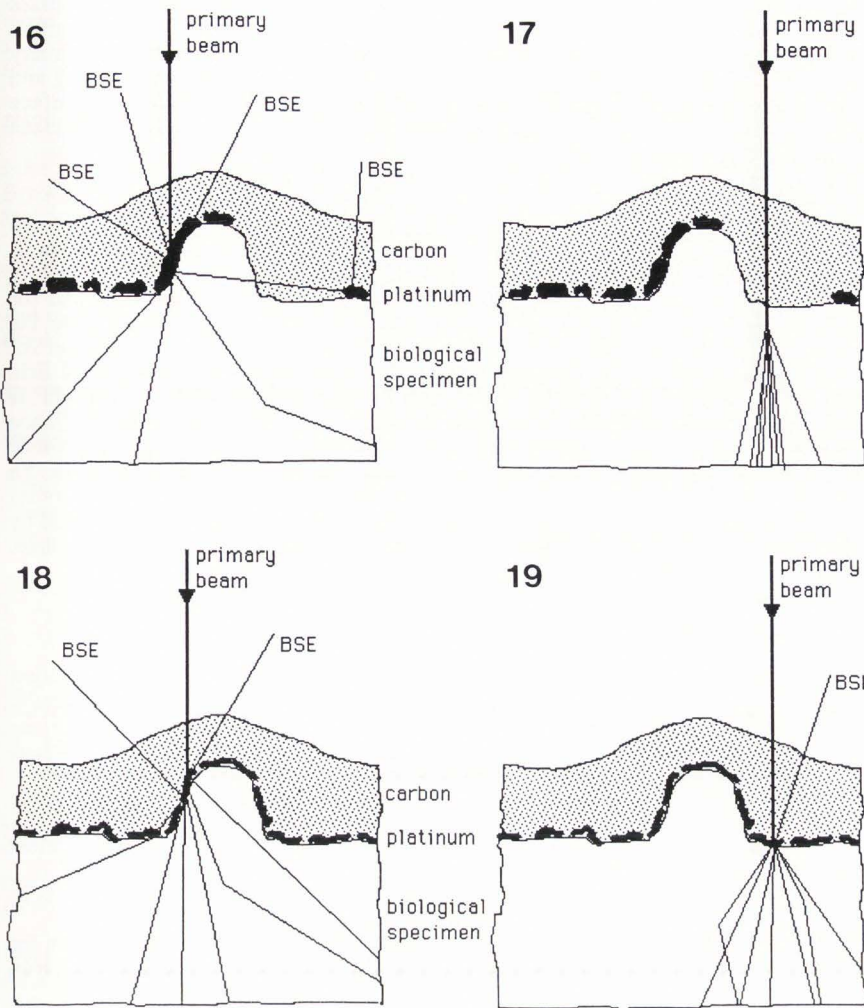 16
primary
beam
BSE
BSE
BSE
carbon
platinum
biological
specimen
17
primary
beam
18
primary
beam
BSE
BSE
carbon
platinum
biological
specimen
19
primary
beam
BSE